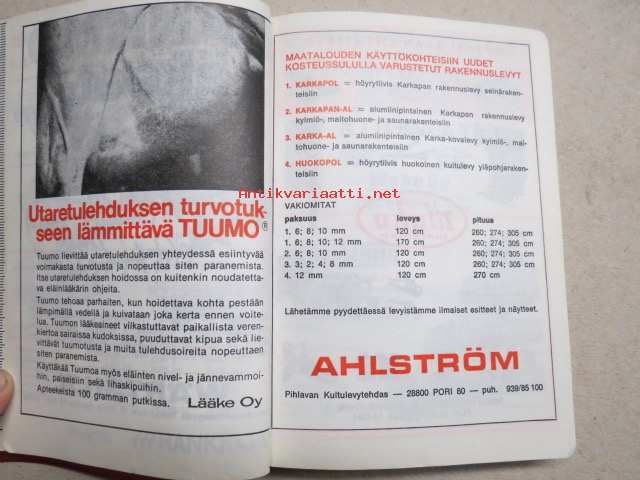 Utaretulehduksen turvotuk-
seen lämmittävä TUUMO®
Tuumo lievittää utaretulehduksen yhteydessä esiintyvää
voimakasta turvotusta ja nopeuttaa siten paranemista.
Itse utaretulehduksen hoidossa on kuitenkin noudatetta-
va eläinlääkärin ohjeita.
Tuumo tehoaa parhaiten, kun hoidettava kohta pestään
lämpimällä vedellä ja kuivataan joka kerta ennen voite-
lua. Tuumon lääkeaineet vilkastuttavat paikallista veren-
kiertoa sairaissa kudoksissa, puuduttavat kipua sekä lie-
vittävät turvotusta ja muita tulehdusoireita nopeuttaen
siten paranemista.
Käyttäkää Tuumoa myös eläinten nivel- ja jännevammoi-
hin, paiseisiin sekä lihaskipuihin.
Apteekeista 100 gramman putkissa. Lääke Oy
MAATALOUDEN KÄYTTÖKOHTEISIIN UUDET
KOSTEUSSULULLA VARUSTETUT RAKENNUSLEVYT
1. KARKAPOL = höyrytiivis Karkapan rakennuslevy seinäraken-
teisiin
2. KARKAPAN-AL = alumiinipintainen Karkapan rakennuslevy
kylmiö-, maitohuone- ja saunarakenteisiin
3. KARKA-AL = alumiinipintainen Karka-kovalevy kylmiö-, mai-
tohuone- ja saunarakenteisiin
4. HUOKOPOL = höyrytiivis huokoinen kuitulevy yläpohjaraken-
teisiin
Antikvariaatti.net
VAKIOMITAT
paksuus leveys pituus
1. 6; 8; 10 mm 120 cm 260; 274; 305 cm
1. 6; 8; 10; 12 mm 170 cm 260; 274; 305 cm
2. 6; 8; 10 mm 120 cm 260; 274; 305 cm
3. 3; 2; 4; 8 mm 120 cm 260; 274; 305 cm
4. 12 mm 120 cm 270 cm
Lähetämme pyydettäessä levyistämme ilmaiset esitteet ja näytteet.
AHLSTRÖM
Pihlavan Kuitulevytehdas — 28800 PORI 80 — puh. 939/85 100